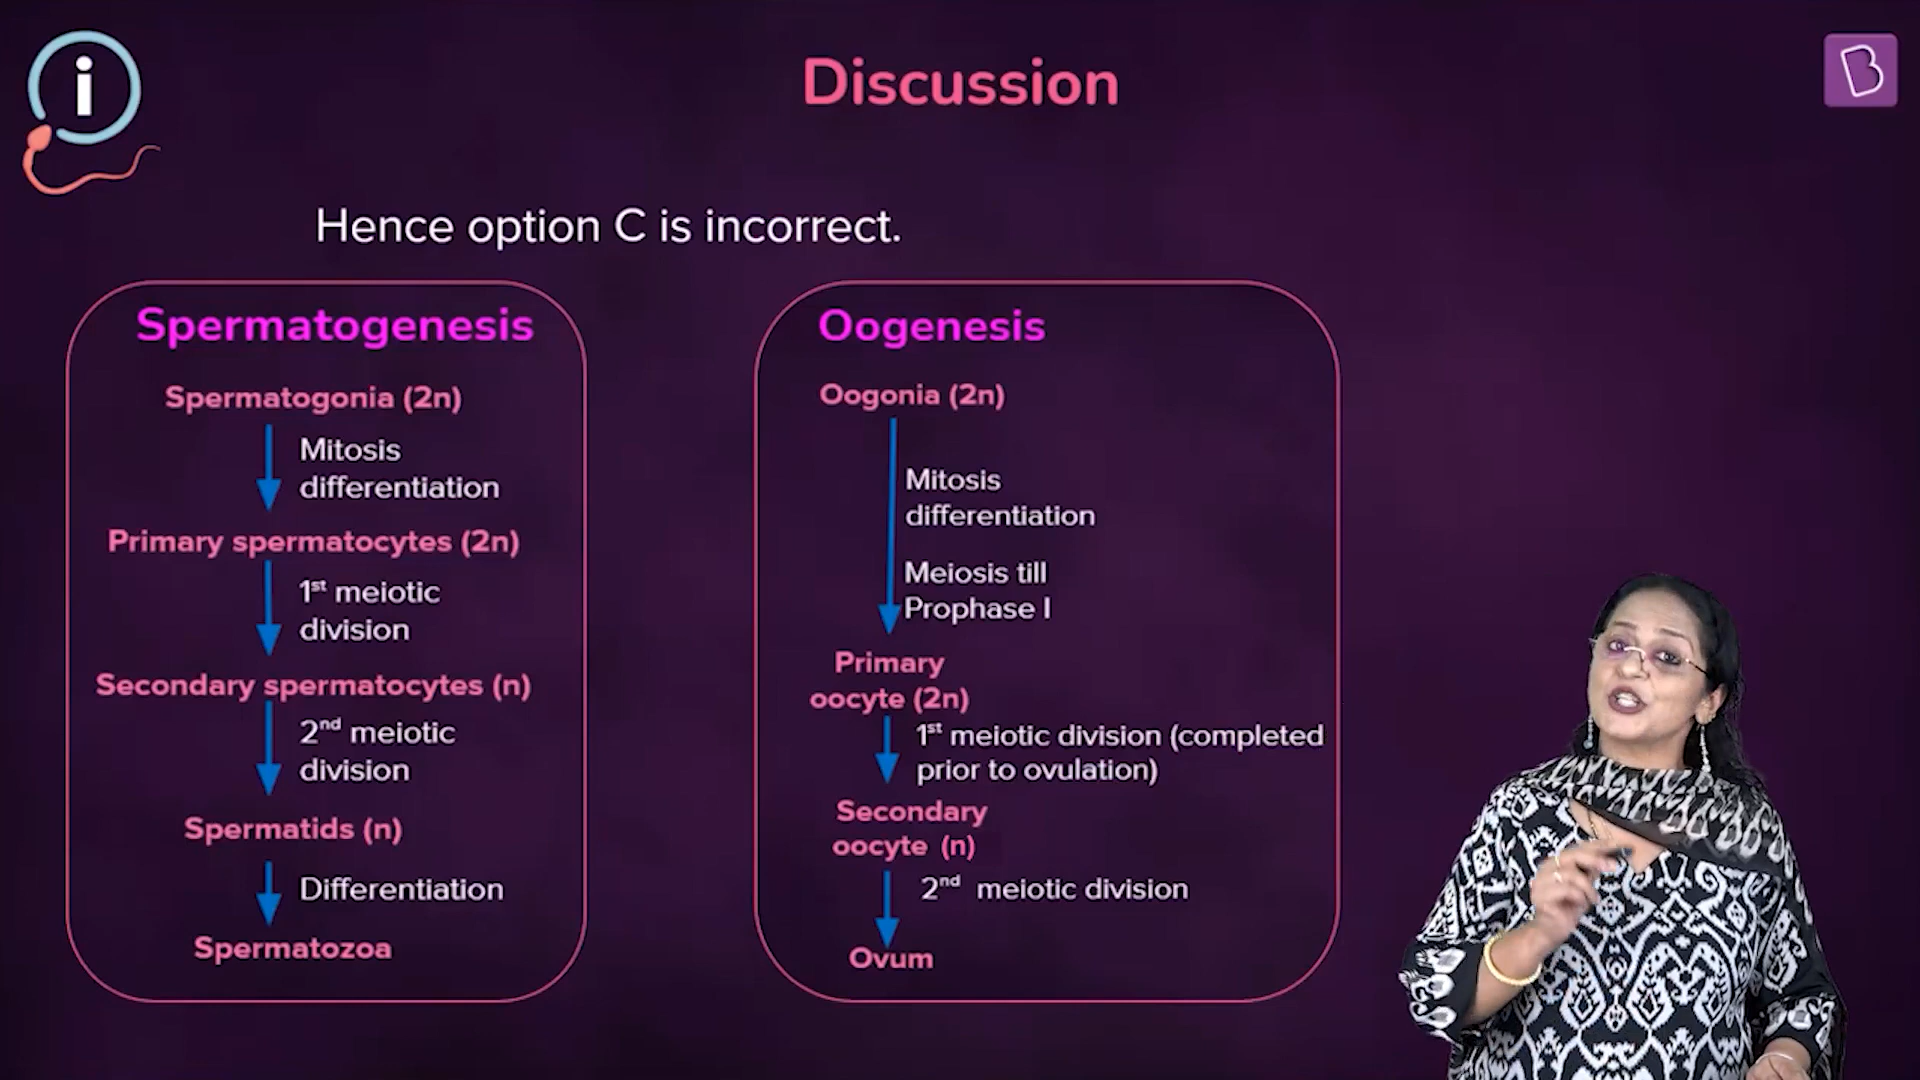 i
Discussion
B
Hence option C is incorrect.
Spermatogenesis
Spermatogonia (2n)
Mitosis
differentiation
Primary spermatocytes (2n)
1st meiotic
division
Secondary spermatocytes (n)
2nd meiotic
division
Spermatids (n)
Differentiation
Spermatozoa
Oogenesis
Oogonia (2n)
Mitosis
differentiation
Meiosis till
Prophase I
Primary
oocyte (2n)
1st meiotic division (completed
prior to ovulation)
Secondary
oocyte (n)
2nd meiotic division
Ovum